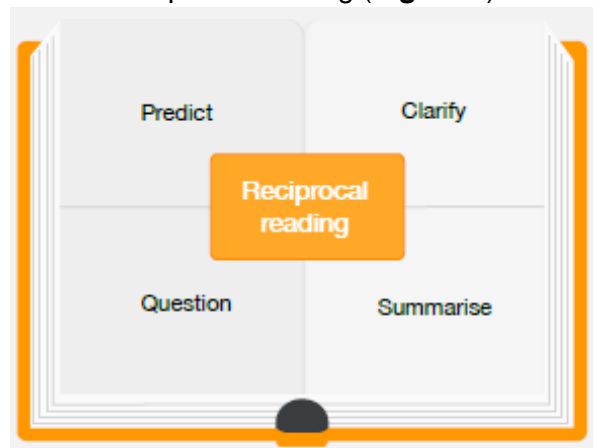 Predict
Clarify
Reciprocal
reading
Question
Summarise